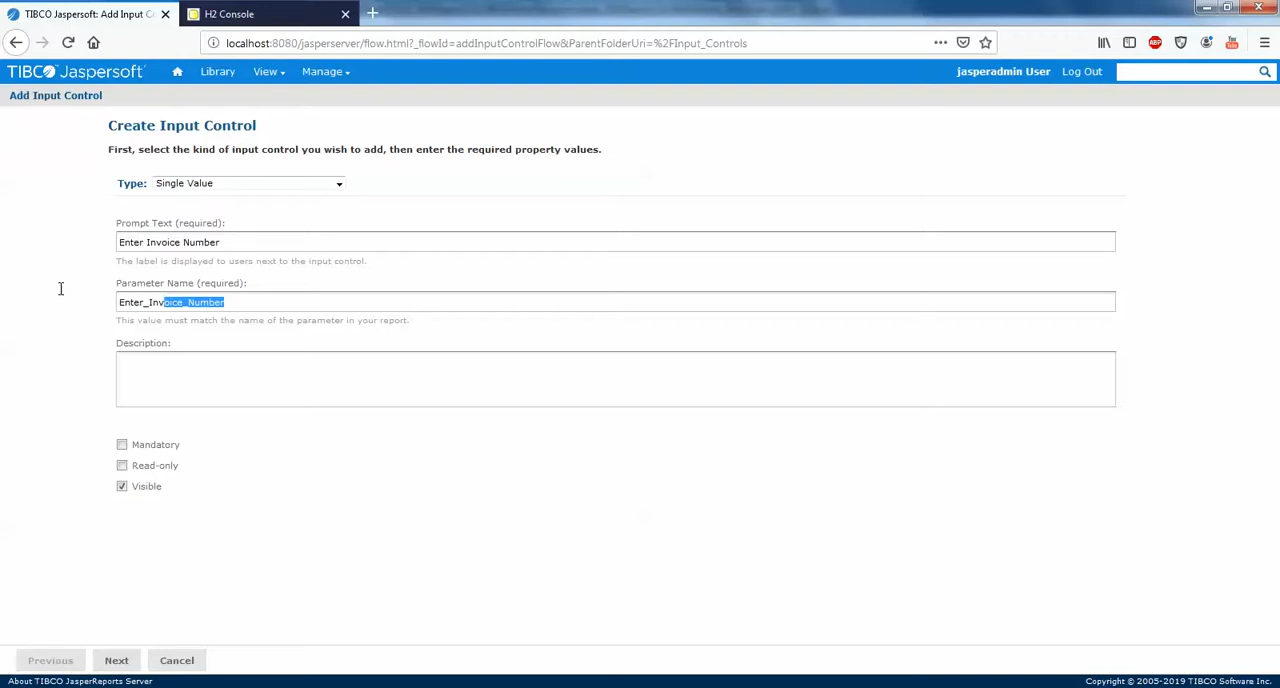 TIBCO Jaspersoft: Add Input C
H2 Console
localhost:8080/jasperserver/flow.html?_flowId=addInputControlFlow&ParentFolderUri=%2FInput_Controls
ABP
TIBCO Jaspersoft
Library
View
Manage
jasperadmin User
Log Out
Add Input Control
Create Input Control
First, select the kind of input control you wish to add, then enter the required property values.
Type: Single Value
Prompt Text (required):
Enter Invoice Number
The label is displayed to users next to the input control.
Parameter Name (required):
Enter_Invoice_Number
This value must match the name of the parameter in your report.
Description:
Mandatory
Read-only
Visible
Previous
Next
Cancel
About TIBCO JasperReports Server
Copyright © 2005-2019 TIBCO Software Inc.